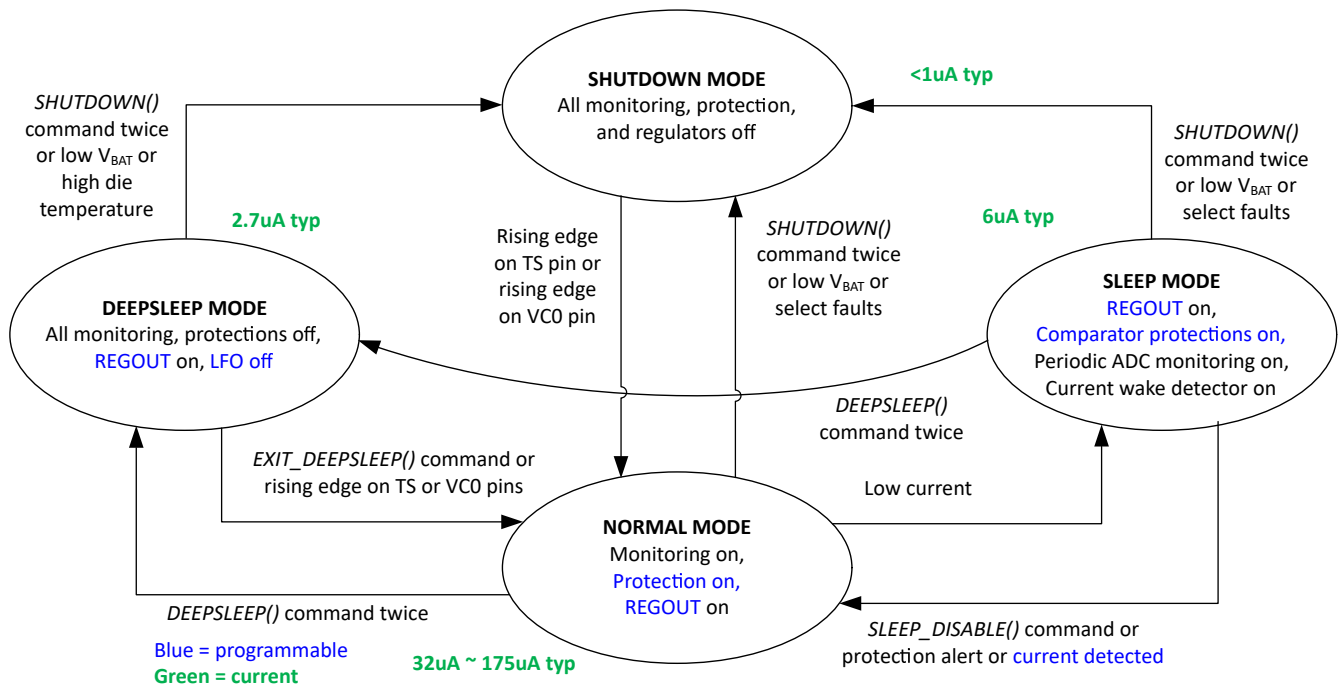 SHUTDOWN MODE
All monitoring, protection,
and regulators off
<1uA typ
SHUTDOWN()
command twice
or low VBAT or
high die
temperature
SHUTDOWN()
command twice
or low VBAT or
select faults
2.7uA typ
Rising edge
on TS pin or
rising edge
on VC0 pin
SHUTDOWN()
command twice
or low VBAT or
select faults
6uA typ
DEEPSLEEP MODE
All monitoring, protections off,
REGOUT on, LFO off
SLEEP MODE
REGOUT on,
Comparator protections on,
Periodic ADC monitoring on,
Current wake detector on
DEEPSLEEP()
command twice
EXIT_DEEPSLEEP() command or
rising edge on TS or VC0 pins
Low current
NORMAL MODE
Monitoring on,
Protection on,
REGOUT on
DEEPSLEEP() command twice
SLEEP_DISABLE() command or
protection alert or current detected
Blue = programmable
Green = current
32uA ~ 175uA typ